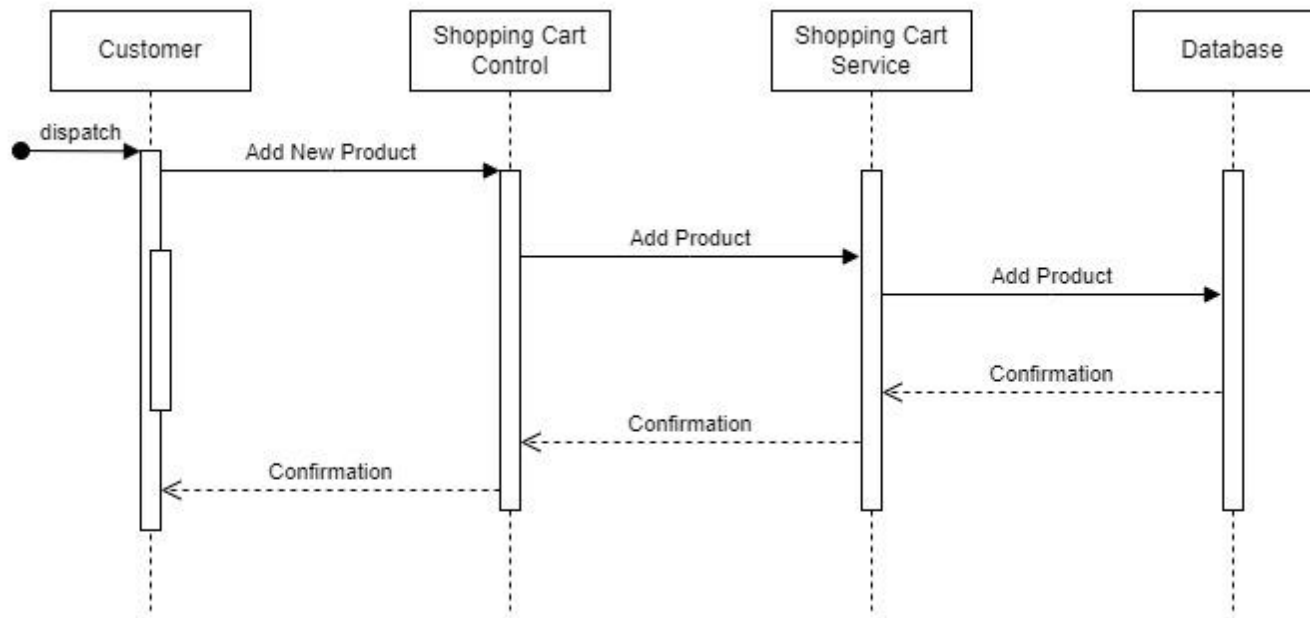 Customer
Shopping Cart
Control
Shopping Cart
Service
Database
dispatch
Add New Product
Add Product
Add Product
Confirmation
Confirmation
Confirmation